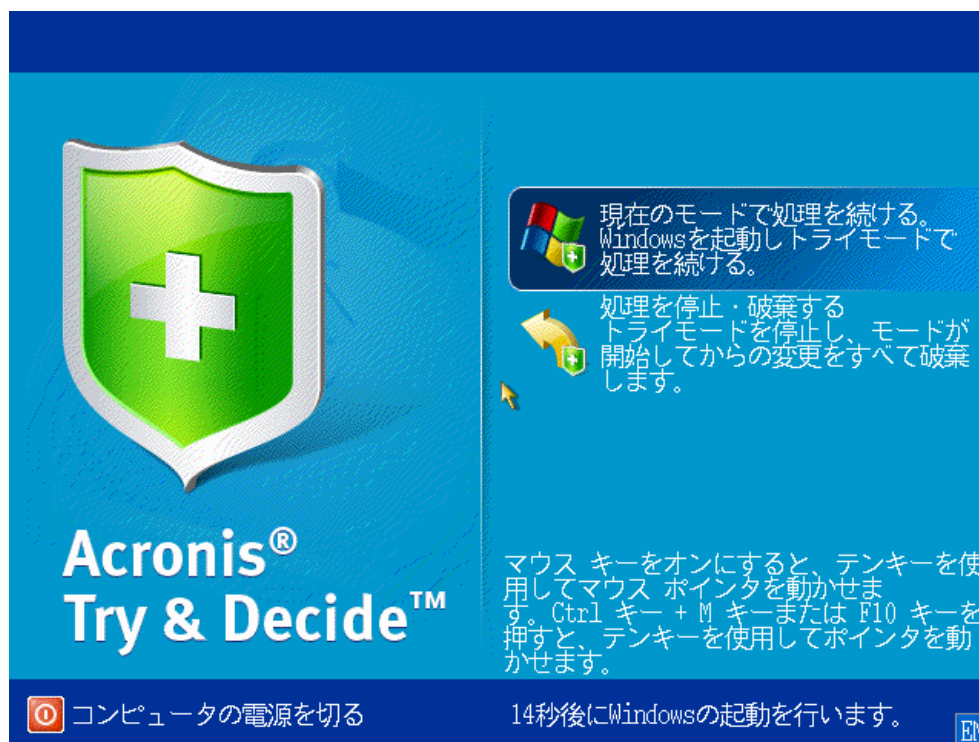 現在のモードで処理を続ける。
Windowsを起動しトライモードで
処理を続ける。
処理を停止・破棄する
トライモードを停止し、モードが
開始してからの変更をすべて破棄
します。
Acronis®
Try & Decide™
マウス キーをオンにすると、テンキーを使
用してマウス ポインタを動かせま
す。Ctrl キー + M キーまたは F10 キーを
押すと、テンキーを使用してポインタを動
かせます。
コンピュータの電源を切る
14秒後にWindowsの起動を行います。
EN